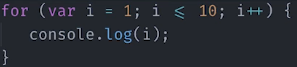 for (var i = 1; i <= 10; i++) {
    console.log(i);
}